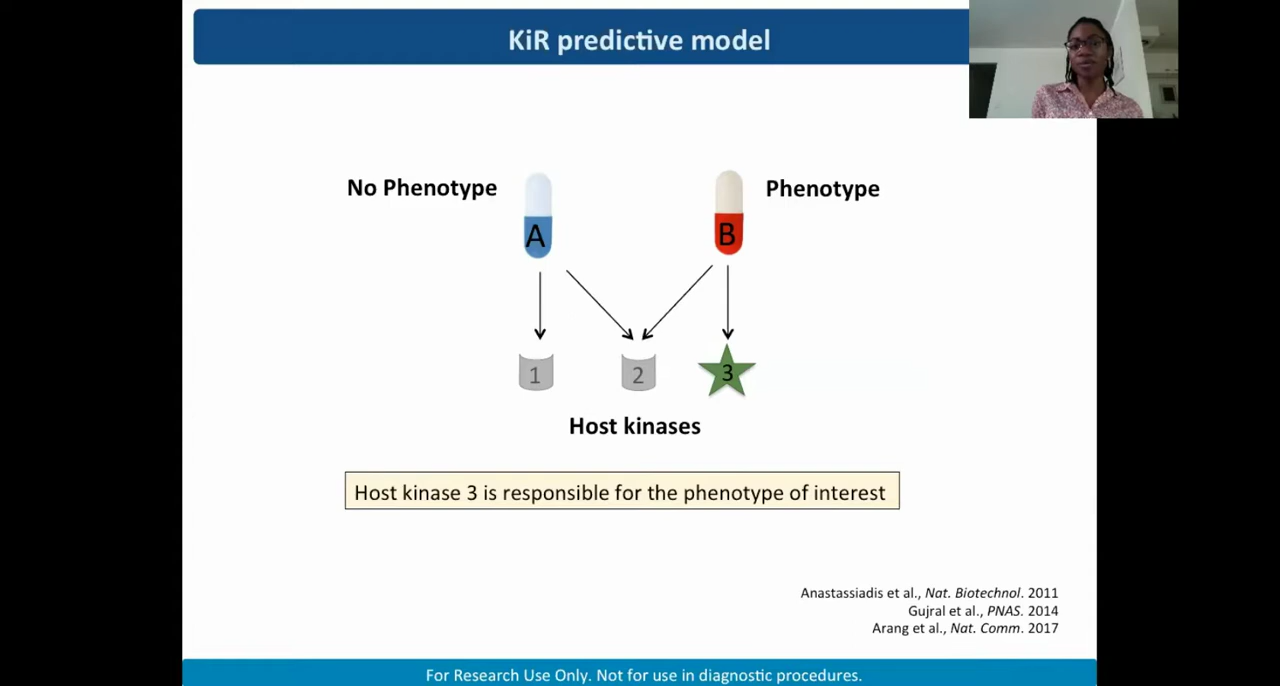 KiR predictive model
No Phenotype
Phenotype
A
B
1
2
3
Host kinases
Host kinase 3 is responsible for the phenotype of interest
Anastassiadis et al., Nat. Biotechnol. 2011
Gujral et al., PNAS. 2014
Arang et al., Nat. Comm. 2017
For Research Use Only. Not for use in diagnostic procedures.